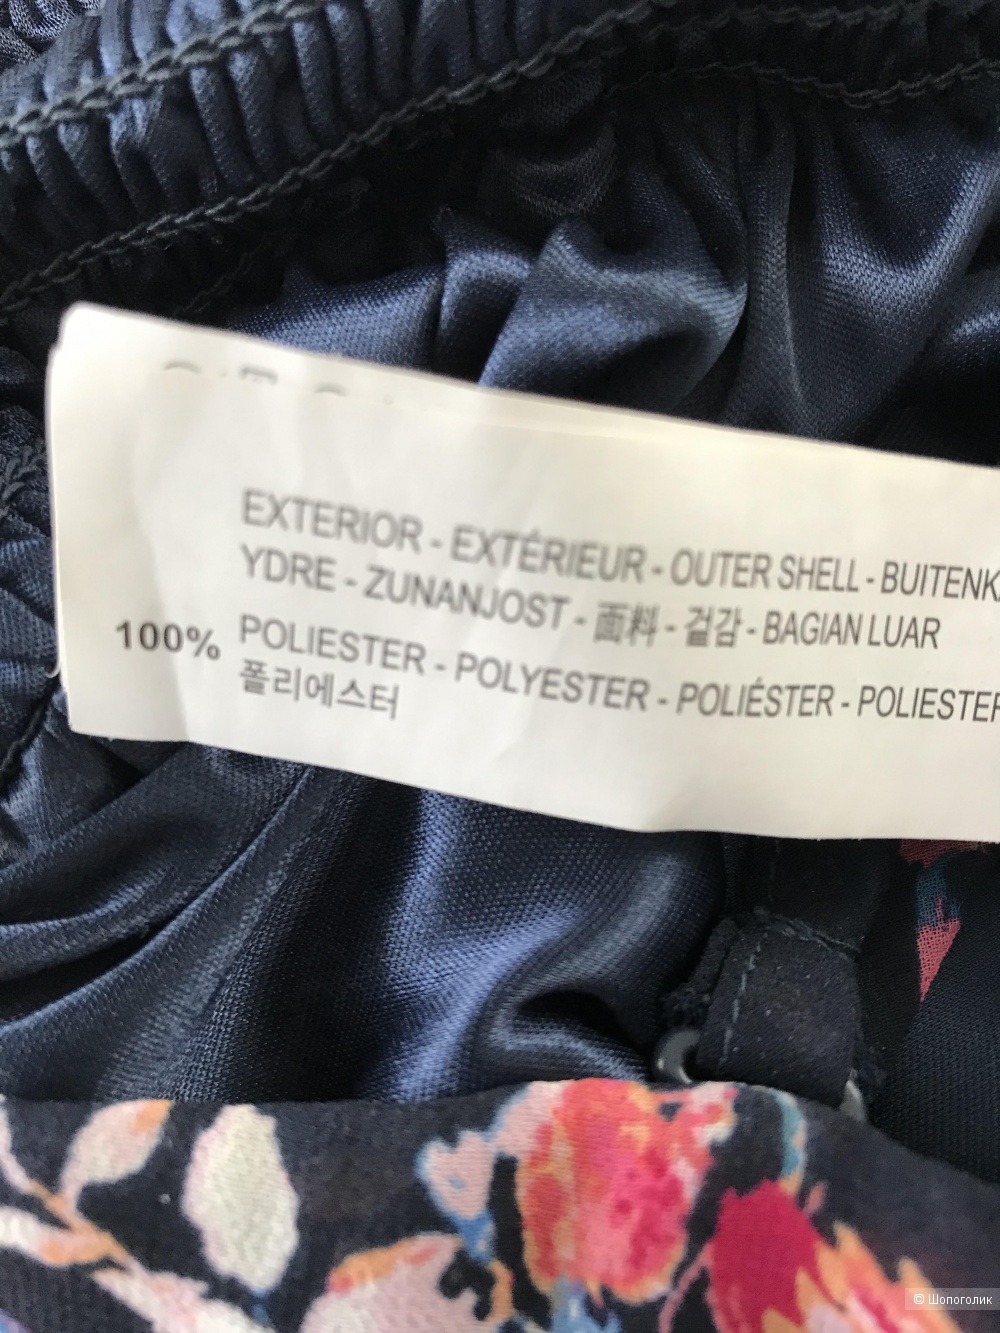 EXTERIOR - EXTÉRIEUR - OUTER SHELL - BUITENK
YDRE - ZUNANJOST - 面料 - 겉감 - BAGIAN LUAR
100% POLIESTER - POLYESTER - POLIÉSTER - POLIESTER
폴리에스터
© Шопоголик